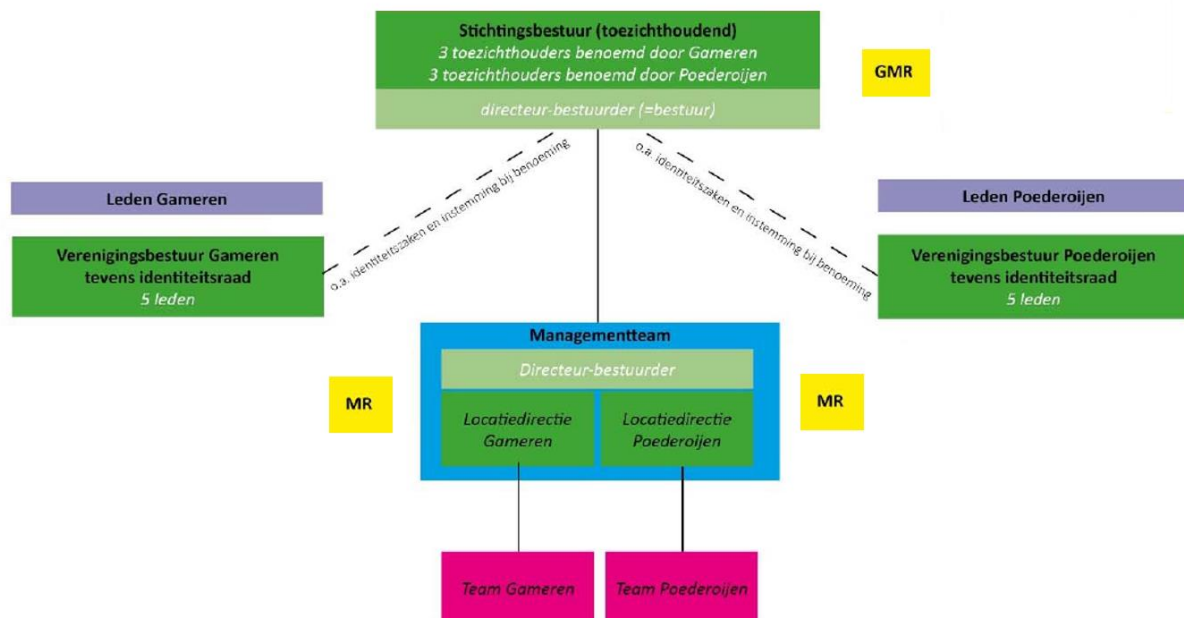 Stichtingsbestuur (toezichthoudend)
3 toezichthouders benoemd door Gameren
3 toezichthouders benoemd door Poederoijen
directeur-bestuurder (=bestuur)
GMR
o.a. identiteitszaken en instemming bij benoeming
o.a. identiteitszaken en instemming bij benoeming
Leden Gameren
Leden Poederoijen
Verenigingsbestuur Gameren
tevens identiteitsraad
5 leden
Verenigingsbestuur Poederoijen
tevens identiteitsraad
5 leden
Managementteam
Directeur-bestuurder
MR
MR
Locatiedirectie
Gameren
Locatiedirectie
Poederoijen
Team Gameren
Team Poederoijen